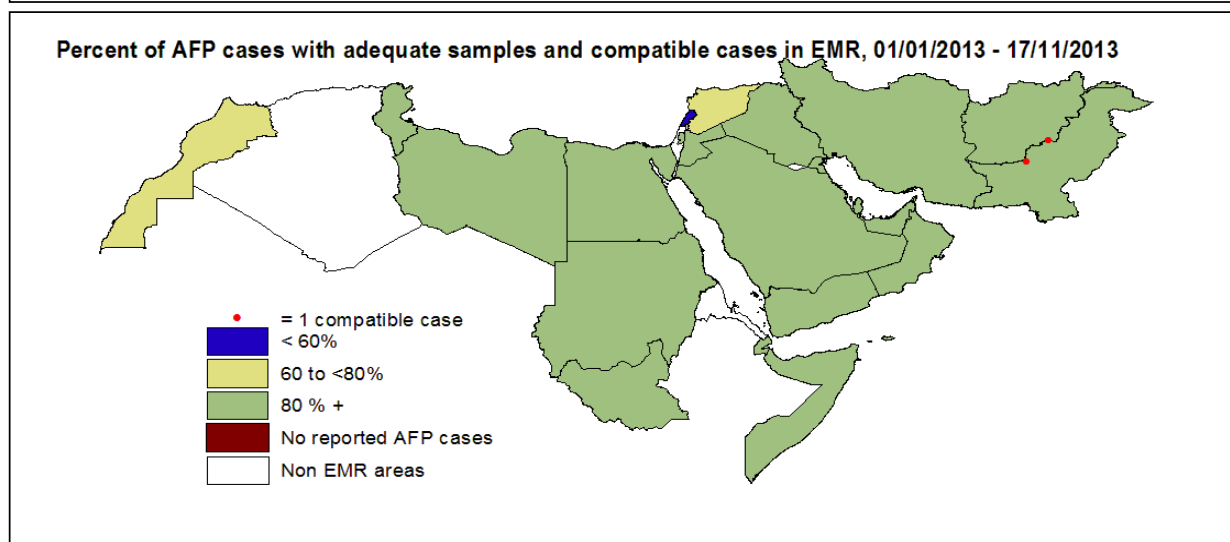 Percent of AFP cases with adequate samples and compatible cases in EMR, 01/01/2013 - 17/11/2013
= 1 compatible case
< 60%
60 to <80%
80 % +
No reported AFP cases
Non EMR areas